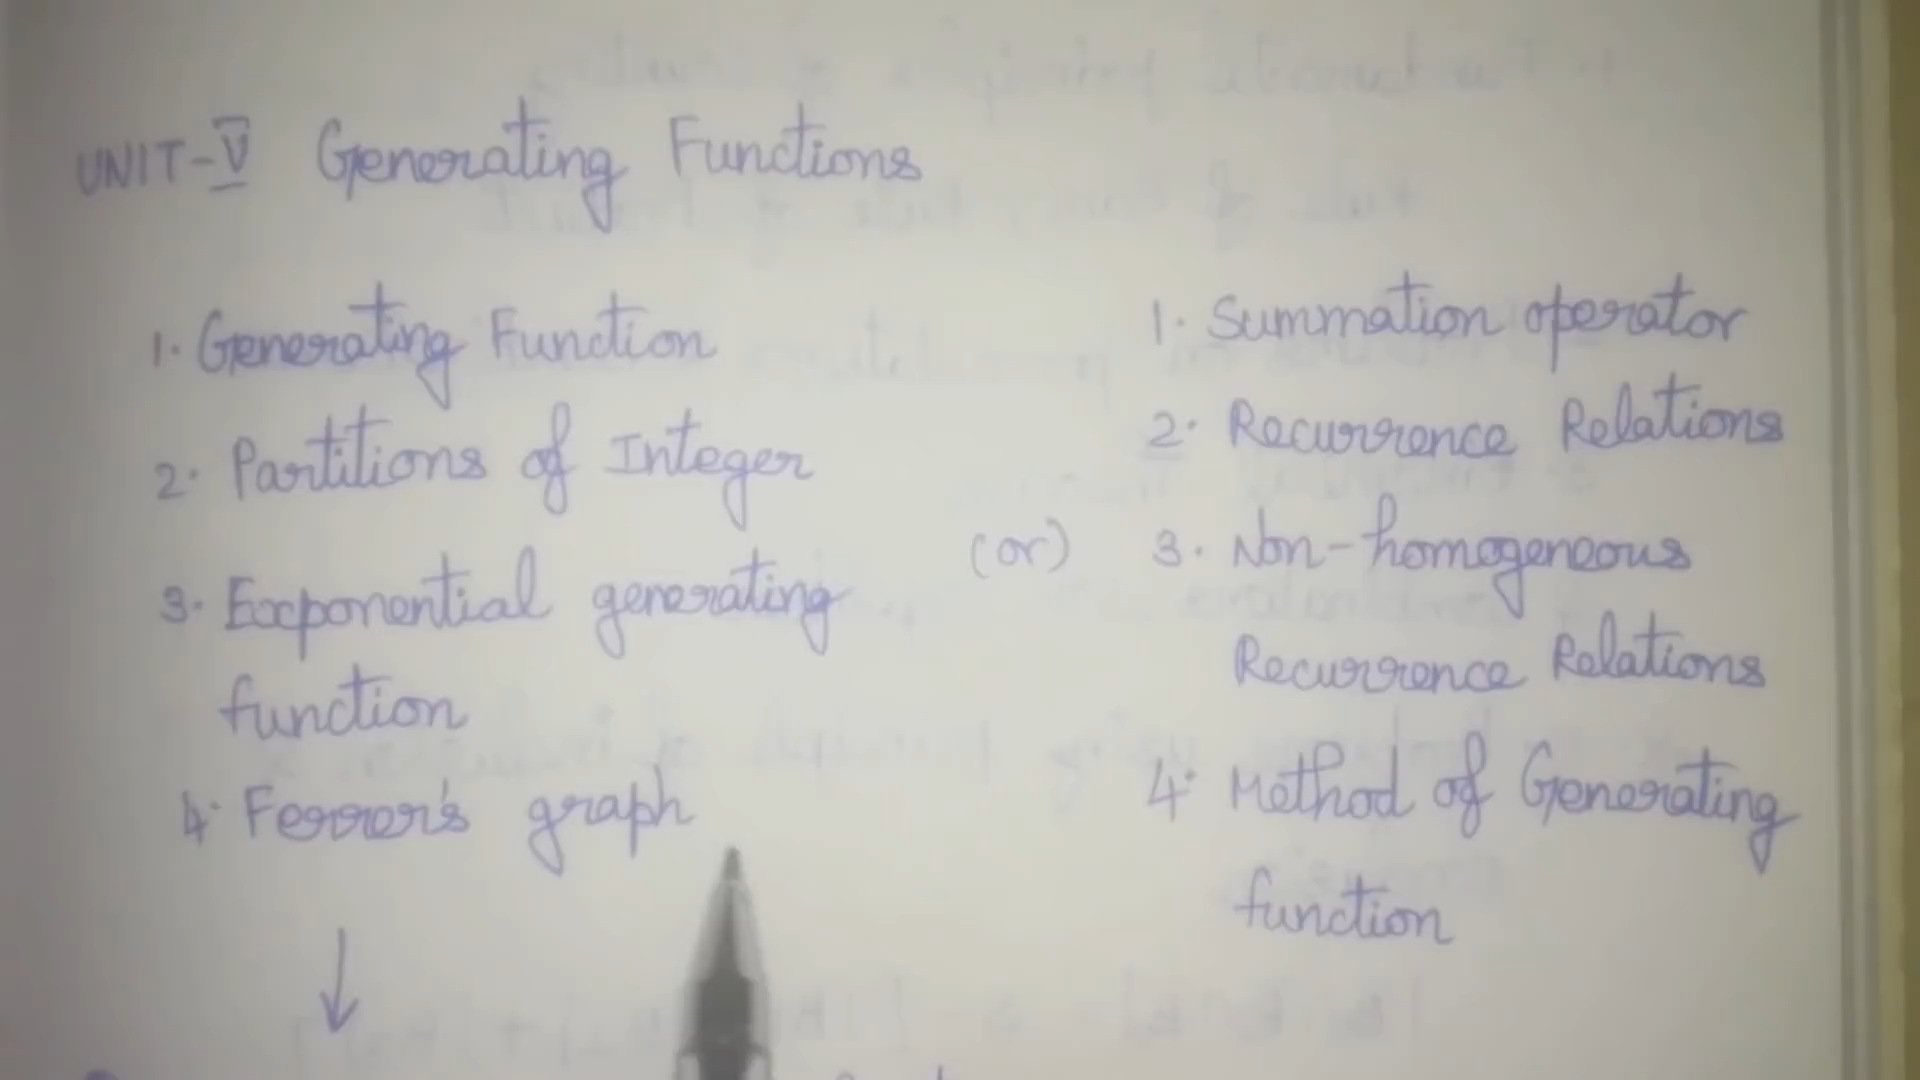 UNIT-V Generating Functions
1. Generating Function
2. Partitions of Integer
3. Exponential generating
function
4. Ferrer's graph
(or)
1. Summation operator
2. Recurrence Relations
3. Non-homogeneous
Recurrence Relations
4. Method of Generating
function